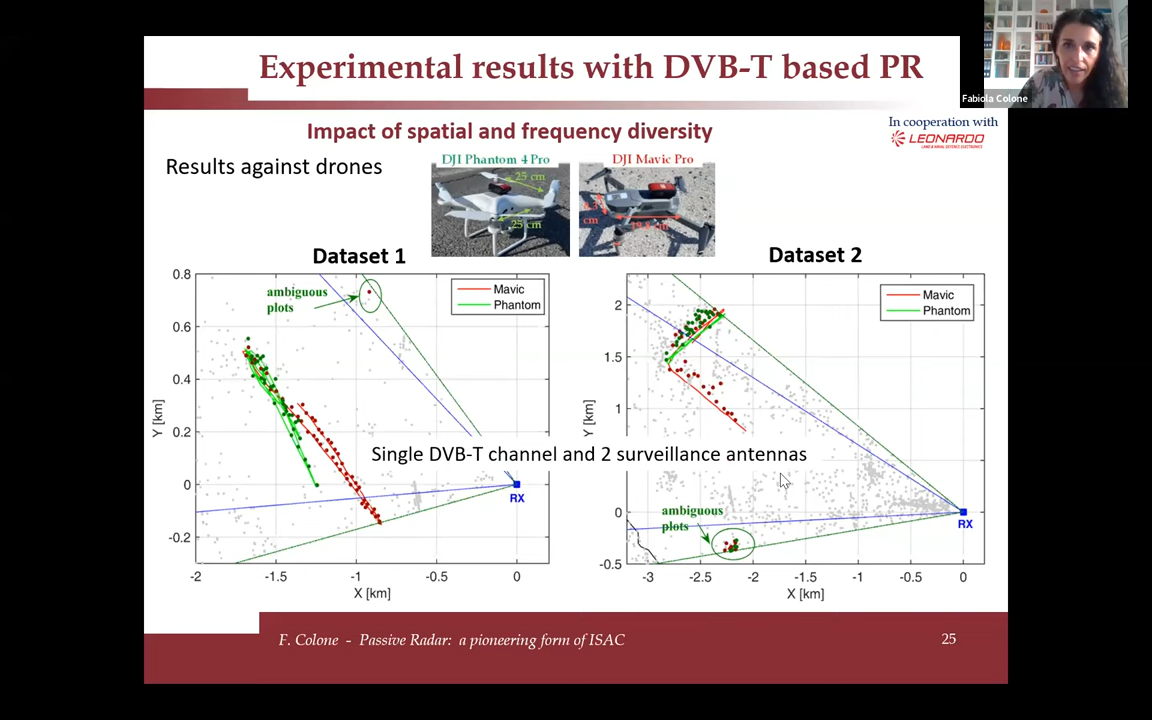 Experimental results with DVB-T based PR
Fabiola Colone
Impact of spatial and frequency diversity
In cooperation with
LEONARDO
LAND & NAVAL DEFENCE ELECTRONICS
Results against drones
DJI Phantom 4 Pro
DJI Mavic Pro
25 cm
25 cm
cm
Dataset 1
Dataset 2
0.8
0.6
0.4
0.2
0
-0.2
Y [km]
ambiguous
plots
Mavic
Phantom
RX
-2
-1.5
-1
-0.5
0
X [km]
2
1.5
1
0
-0.5
Y [km]
Mavic
Phantom
ambiguous
plots
RX
-3
-2.5
-2
-1.5
-1
-0.5
0
X [km]
Single DVB-T channel and 2 surveillance antennas
F. Colone - Passive Radar: a pioneering form of ISAC
25